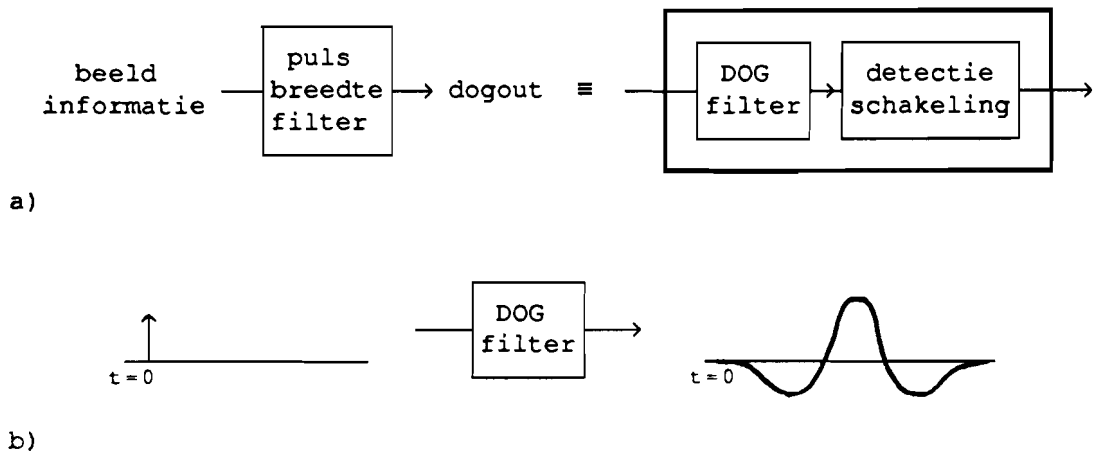 beeld
informatie
puls
breedte
filter
dogout
≡
DOG
filter
detectie
schakeling
a)
t=0
DOG
filter
t=0
b)